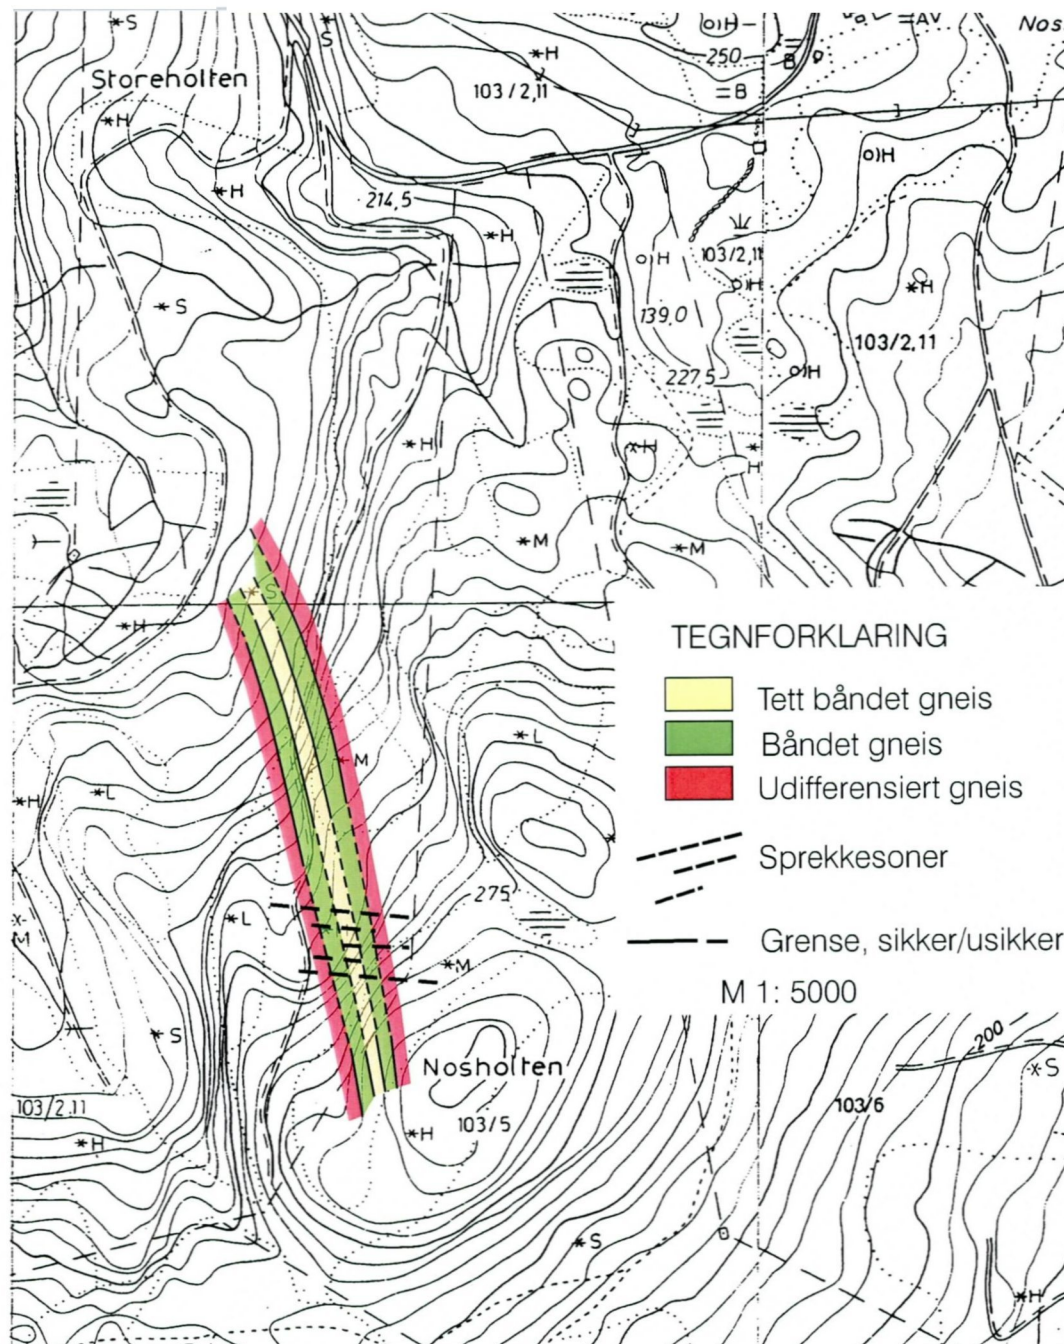 S
S
Storeholten
H
103/2,11
H
250
B
AV
Nos
B
H
H
H
214,5
H
H
103/2,11
H
H
139,0
H
S
103/2,11
227,5
H
H
H
H
M
M
S
H
TEGNFORKLARING
Tett båndet gneis
Båndet gneis
Udifferensiert gneis
Sprekkesoner
Grense, sikker/usikker
M 1: 5000
L
M
L
H
275
L
M
M
S
Nosholten
103/5
H
200
S
103/2.11
103/6
H
S
H